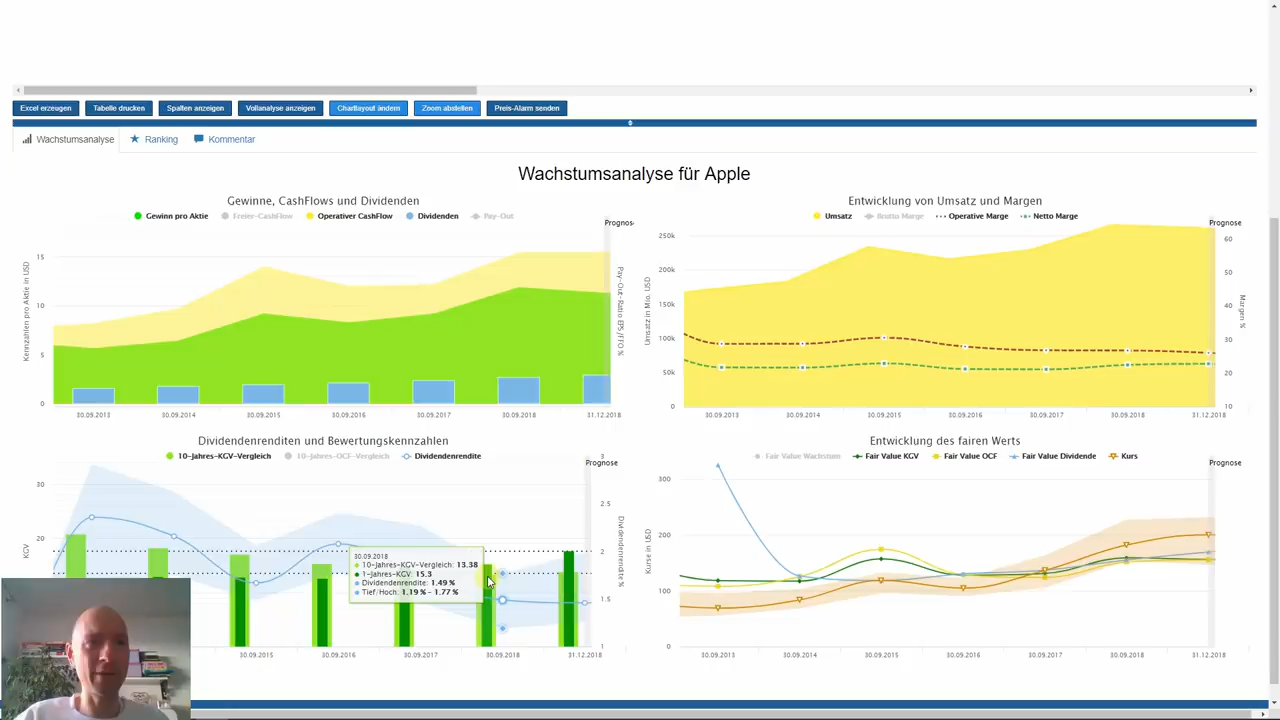 Excel erzeugen Tabelle drucken Spalten anzeigen Vollanalyse anzeigen Chartlayout ändern Zoom abstellen Preis-Alarm senden
Wachstumsanalyse Ranking Kommentar
Wachstumsanalyse für Apple
Gewinne, CashFlows und Dividenden
Gewinn pro Aktie Freier-CashFlow Operativer CashFlow Dividenden Pay-Out
Prognose
15
10
5
0
Kennzahlen pro Aktie in USD
Pay-Out-Ratio EPS/FFO %
30.09.2013 30.09.2014 30.09.2015 30.09.2016 30.09.2017 30.09.2018 31.12.2018
Entwicklung von Umsatz und Margen
Umsatz Brutto Marge Operative Marge Netto Marge
Prognose
250k
200k
150k
100k
50k
0
Umsatz in Mio. USD
60
50
40
30
20
10
Margen %
30.09.2013 30.09.2014 30.09.2015 30.09.2016 30.09.2017 30.09.2018 31.12.2018
Dividendenrenditen und Bewertungskennzahlen
10-Jahres-KGV-Vergleich 10-Jahres-OCF-Vergleich Dividendenrendite
Prognose
30
20
KGV
3
2.5
2
1.5
1
Dividendenrendite %
30.09.2018
10-Jahres-KGV-Vergleich: 13.38
1-Jahres-KGV: 15.3
Dividendenrendite: 1.49 %
Tief/Hoch: 1.19 % - 1.77 %
30.09.2015 30.09.2016 30.09.2017 30.09.2018 31.12.2018
Entwicklung des fairen Werts
Fair Value Wachstum Fair Value KGV Fair Value OCF Fair Value Dividende Kurs
Prognose
300
200
100
0
Kurse in USD
30.09.2013 30.09.2014 30.09.2015 30.09.2016 30.09.2017 30.09.2018 31.12.2018